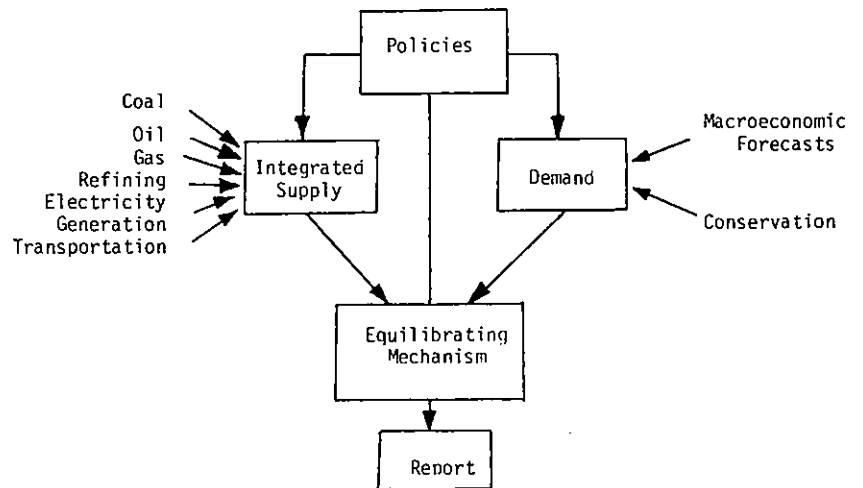 Policies
Coal
Oil
Gas
Refining
Electricity
Generation
Transportation
Integrated
Supply
Demand
Macroeconomic
Forecasts
Conservation
Equilibrating
Mechanism
Report